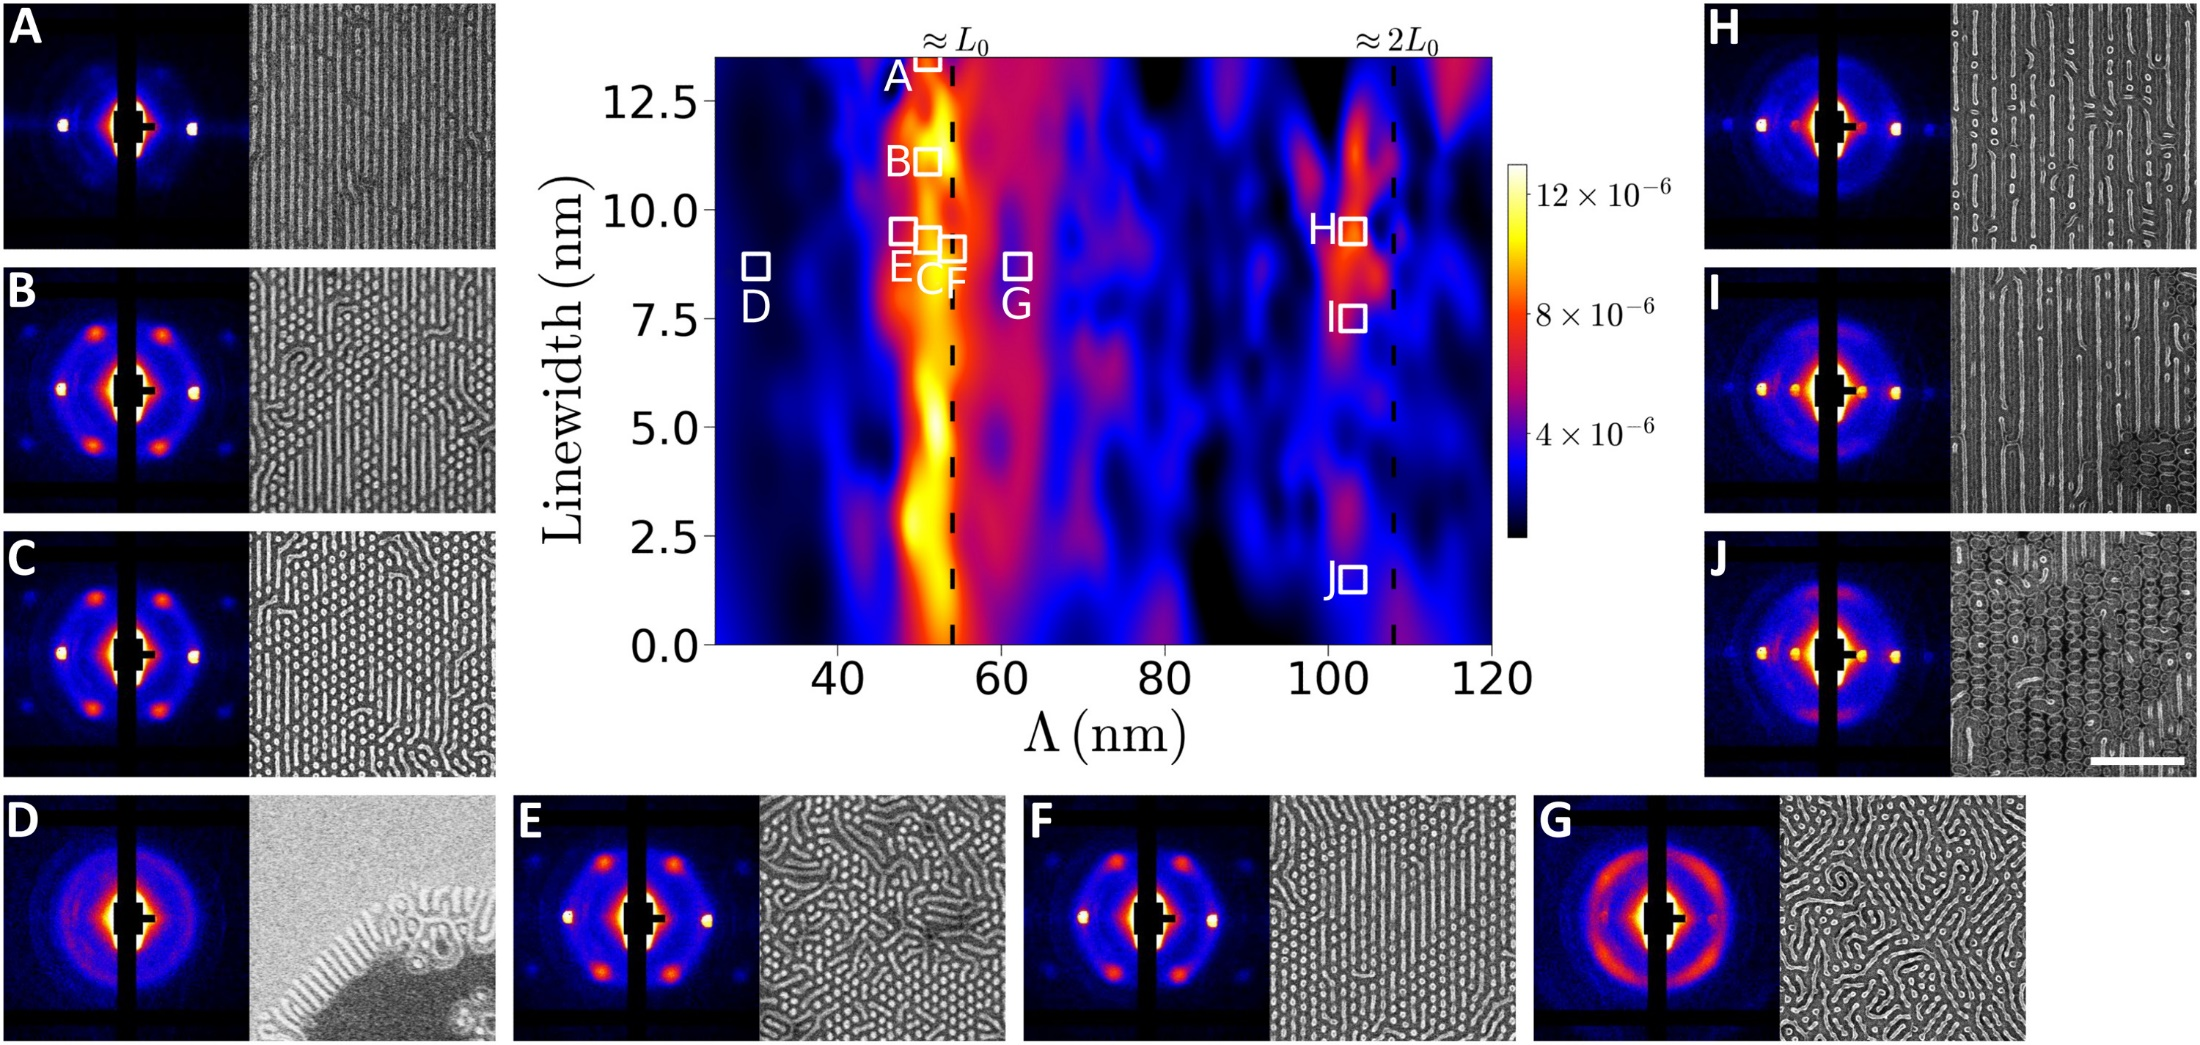 A
B
C
D
E
F
G
H
I
J
≈ L₀
≈ 2L₀
A
B
E
C
F
D
G
H
I
J
12.5
10.0
7.5
5.0
2.5
0.0
Linewidth (nm)
40
60
80
100
120
Λ (nm)
12 × 10⁻⁶
8 × 10⁻⁶
4 × 10⁻⁶